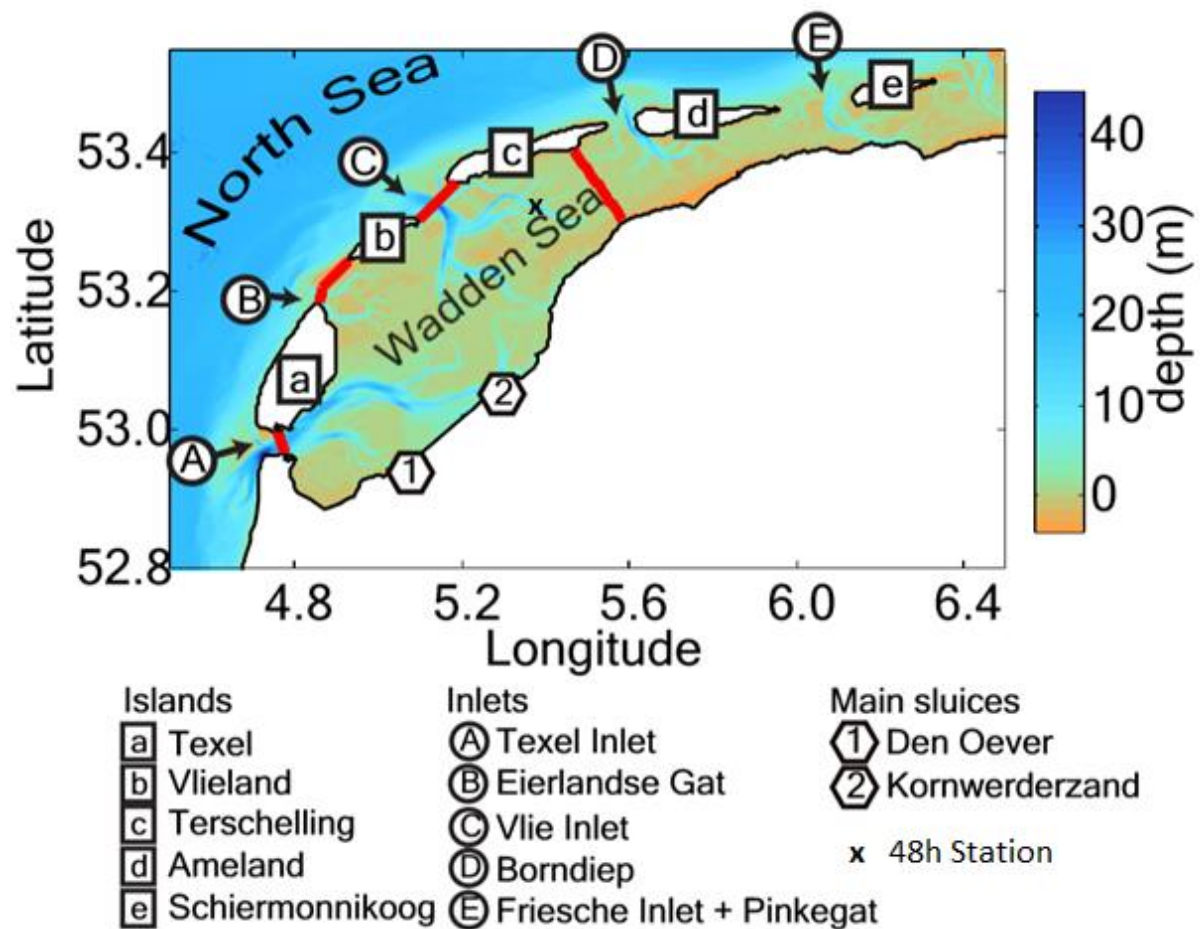 North Sea
Wadden Sea
A
B
C
D
E
a
b
c
d
e
1
2
x
Latitude
53.4
53.2
53.0
52.8
4.8 5.2 5.6 6.0 6.4
Longitude
40
30
20
10
0
depth (m)
Islands
a Texel
b Vlieland
c Terschelling
d Ameland
e Schiermonnikoog
Inlets
A Texel Inlet
B Eierlandse Gat
C Vlie Inlet
D Borndiep
E Friesche Inlet + Pinkegat
Main sluices
1 Den Oever
2 Kornwerderzand
x 48h Station